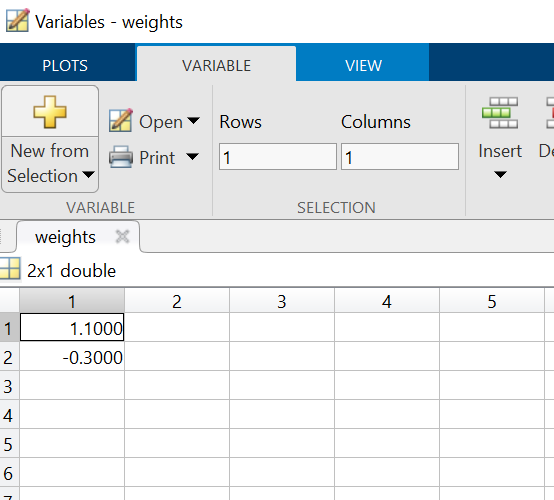 Variables - weights
PLOTS VARIABLE VIEW
New from
Selection
Open
Print
Rows Columns
1 1
Insert
VARIABLE SELECTION
weights
2x1 double
1 2 3 4 5
1 1.1000
2 -0.3000
3
4
5
6
7